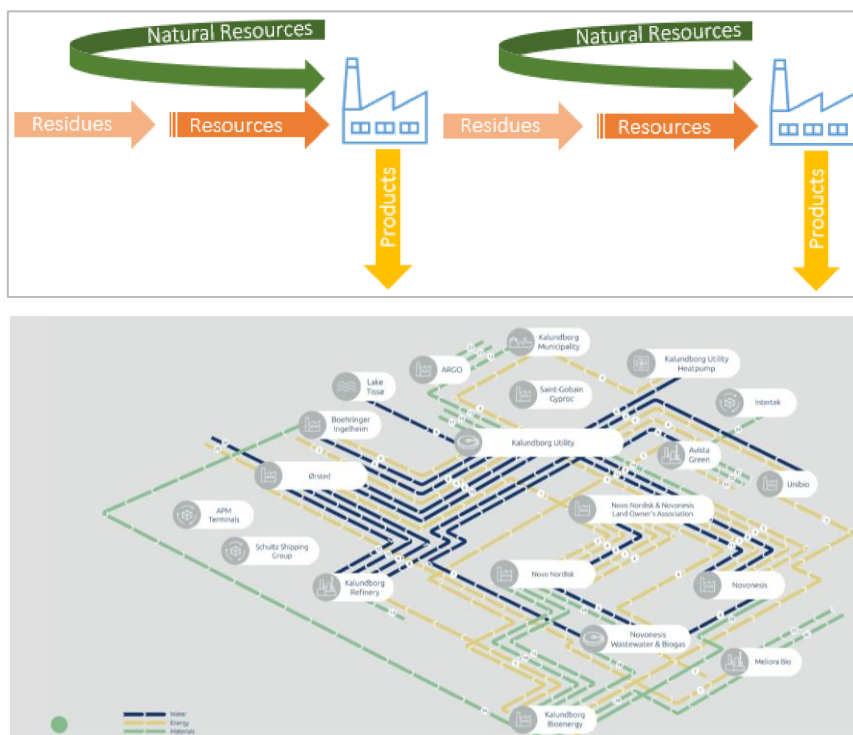 Natural Resources
Natural Resources
Residues
Resources
Residues
Resources
Products
Products
Kalundborg
Municipality
ARGO
Kalundborg Utility
Heatpump
Lake
Tissø
Saint-Gobain
Gyproc
Intertek
Boehringer
Ingelheim
Kalundborg Utility
Avista
Green
Ørsted
Unibio
APM
Terminals
Novo Nordisk & Novonesis
Land Owner's Association
Schultz Shipping
Group
Kalundborg
Refinery
Novo Nordisk
Novonesis
Novonesis
Wastewater & Biogas
Meliora Bio
Kalundborg
Bioenergy
Water
Energy
Materials